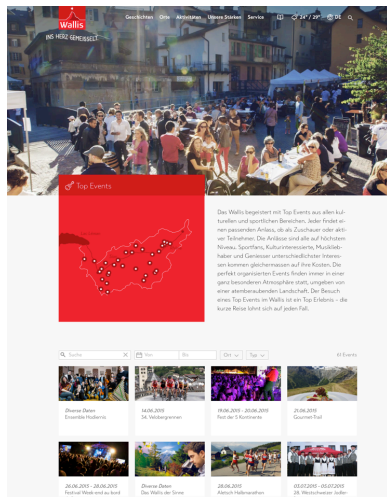 Wallis
INS HERZ GEMEISSELT.
Geschichten Orte Aktivitäten Unsere Stärken Service
24° / 29° DE
Top Events
Das Wallis begeistert mit Top Events aus allen kul-
turellen und sportlichen Bereichen. Jeder findet ei-
nen passenden Anlass, ob als Zuschauer oder akti-
ver Teilnehmer. Die Anlässe sind alle auf höchstem
Niveau. Sportfans, Kulturinteressierte, Musiklieb-
haber und Geniesser unterschiedlichster Interes-
sen kommen gleichermassen auf ihre Kosten. Die
perfekt organisierten Events finden immer in einer
ganz besonderen Atmosphäre statt, umgeben von
einer atemberaubenden Landschaft. Der Besuch
eines Top Events im Wallis ist ein Top Erlebnis – die
kurze Reise lohnt sich auf jeden Fall.
Suche Von Bis Ort Typ 61 Events
Diverse Daten
Ensemble Modiernis
14.06.2015
5A. Velobergrennen
19.06.2015 - 20.06.2015
Fest der 5 Kontinente
21.06.2015
Gourmet-Trail
26.06.2015 - 28.06.2015
Festival Week-end au bord
Diverse Daten
Das Wallis der Sinne
28.06.2015
Aletsch Halbmarathon
03.07.2015 - 05.07.2015
28. Westschweizer Jodler-